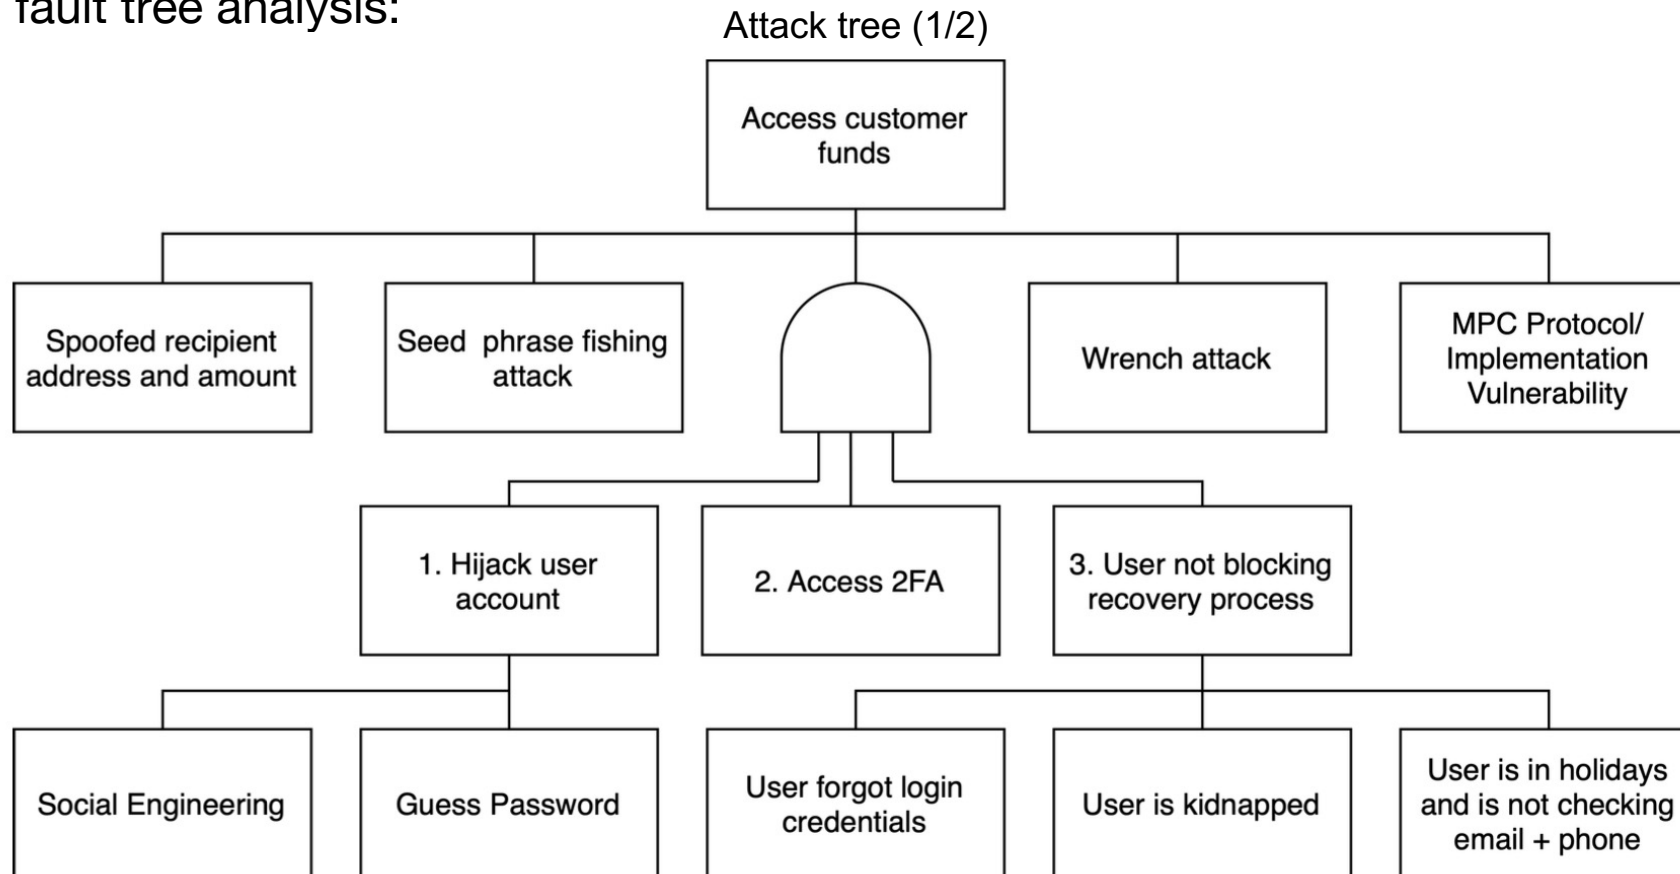 fault tree analysis:
Attack tree (1/2)
Access customer
funds
Spoofed recipient
address and amount
Seed  phrase fishing
attack
Wrench attack
MPC Protocol/
Implementation
Vulnerability
1. Hijack user
account
2. Access 2FA
3. User not blocking
recovery process
Social Engineering
Guess Password
User forgot login
credentials
User is kidnapped
User is in holidays
and is not checking
email + phone